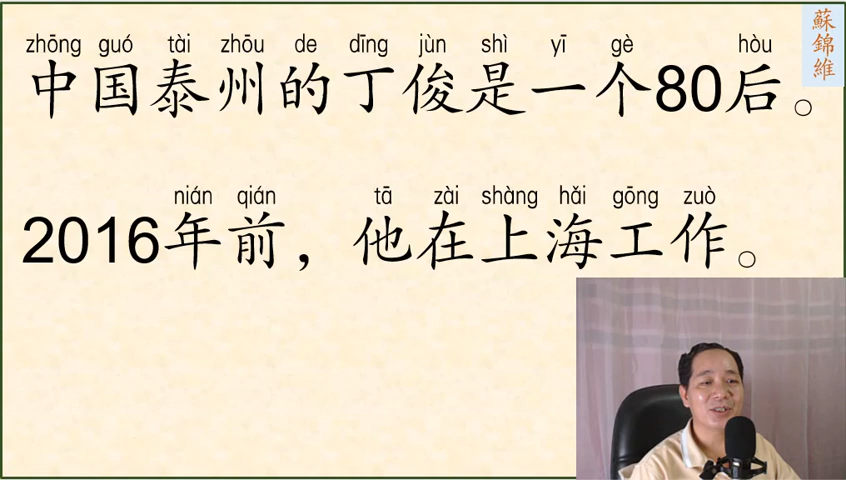 zhōng guó tài zhōu de dīng jùn shì yī gè hòu
中国泰州的丁俊是一个80后。
nián qián tā zài shàng hǎi gōng zuò
2016年前，他在上海工作。
蘇錦維